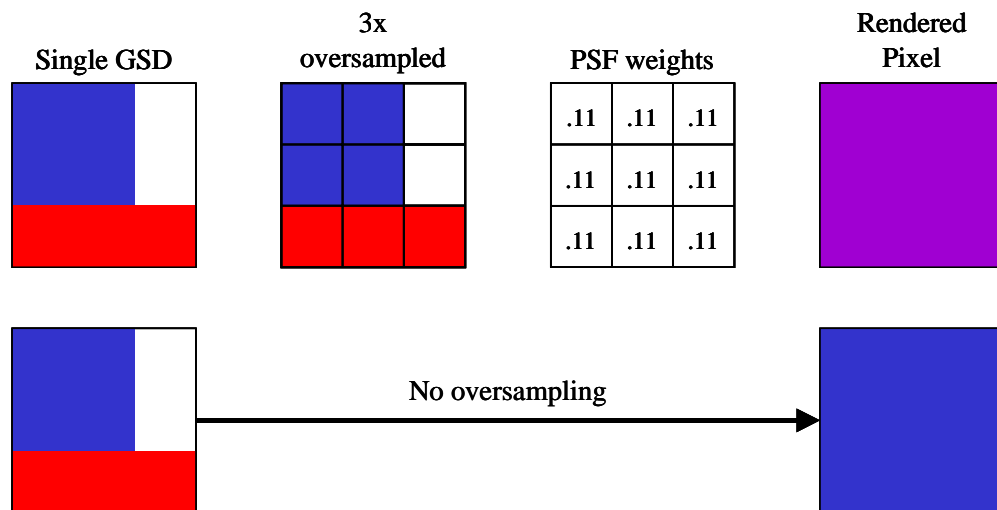 Single GSD
3x
oversampled
PSF weights
Rendered
Pixel
.11 .11 .11
.11 .11 .11
.11 .11 .11
No oversampling